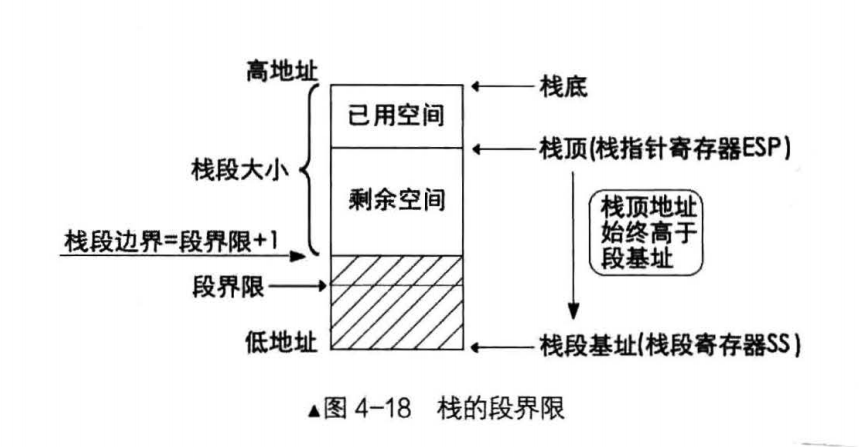 高地址
栈底
已用空间
栈顶(栈指针寄存器ESP)
栈段大小
剩余空间
栈顶地址
始终高于
段基址
栈段边界=段界限+1
段界限
低地址
栈段基址(栈段寄存器SS)
▲图 4-18 栈的段界限